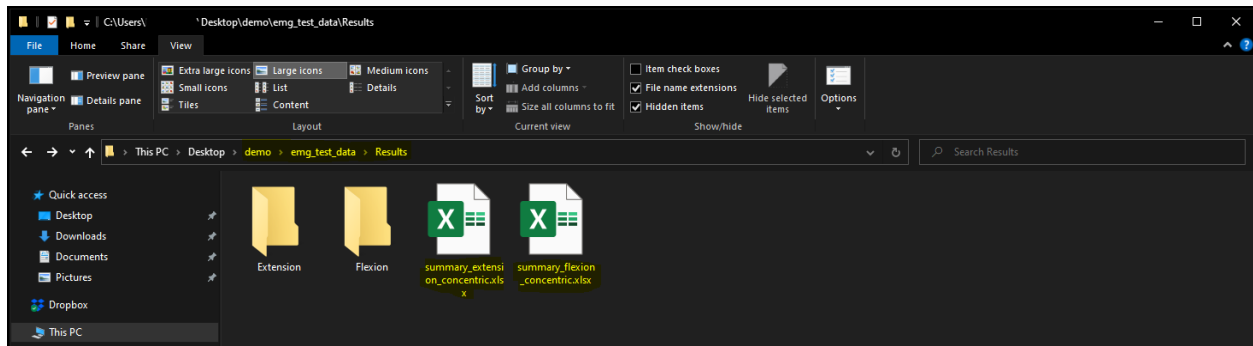 C:\Users\ 'Desktop\demo\emg_test_data\Results
File Home Share View
Navigation pane
Preview pane
Details pane
Panes
Extra large icons Large icons Medium icons
Small icons List Details
Tiles Content
Layout
Sort by
Group by
Add columns
Size all columns to fit
Current view
Item check boxes
File name extensions
Hidden items
Hide selected items
Show/hide
Options
This PC > Desktop > demo > emg_test_data > Results
Search Results
Quick access
Desktop
Downloads
Documents
Pictures
Dropbox
This PC
Extension
Flexion
summary_extensi
on_concentric.xls
x
summary_flexion
_concentric.xlsx